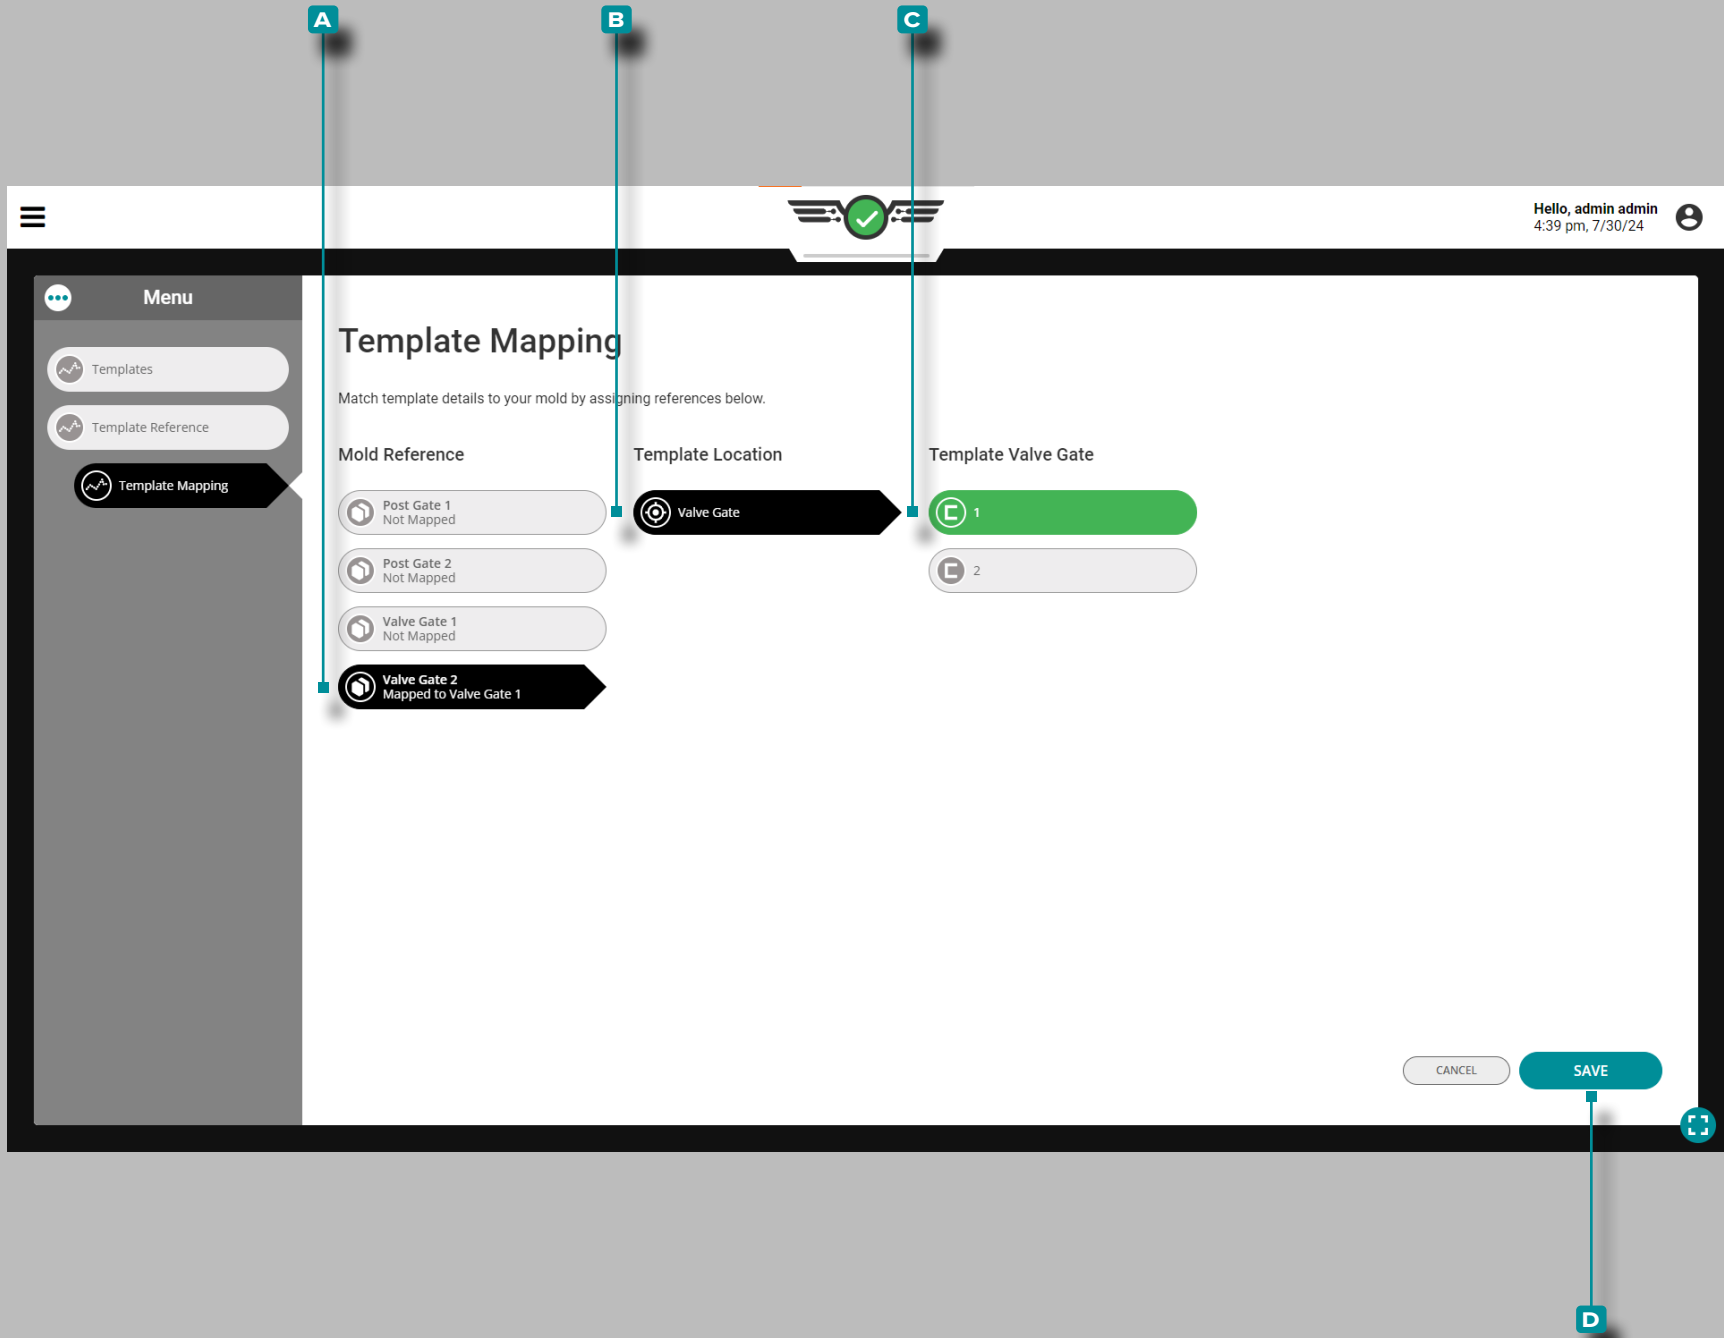 A
B
C
Hello, admin admin
4:39 pm, 7/30/24
Menu
Templates
Template Reference
Template Mapping
Template Mapping
Match template details to your mold by assigning references below.
Mold Reference
Template Location
Template Valve Gate
Post Gate 1
Not Mapped
Valve Gate
1
Post Gate 2
Not Mapped
2
Valve Gate 1
Not Mapped
Valve Gate 2
Mapped to Valve Gate 1
CANCEL
SAVE
D